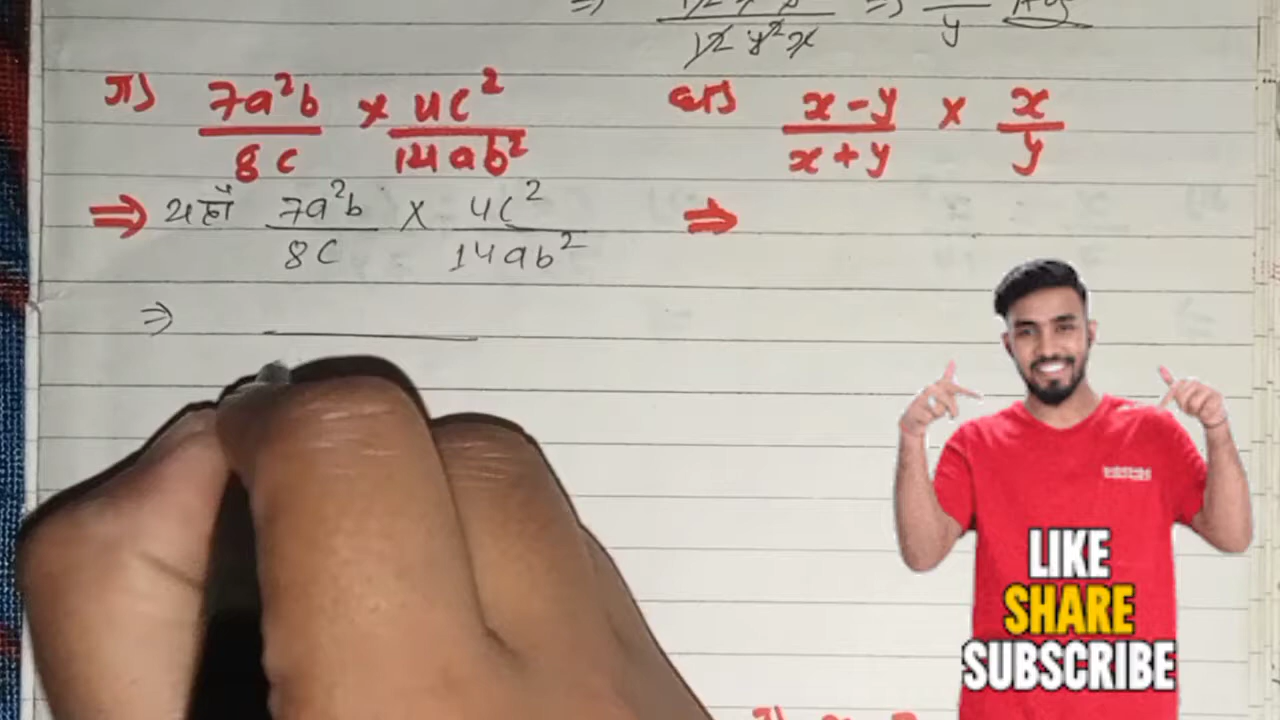 ग) 7a²b/8c × 4c²/14ab²
घ) x-y/x+y × x/y
⇒ यहाँ 7a²b/8c × 4c²/14ab²
⇒
⇒
LIKE
SHARE
SUBSCRIBE